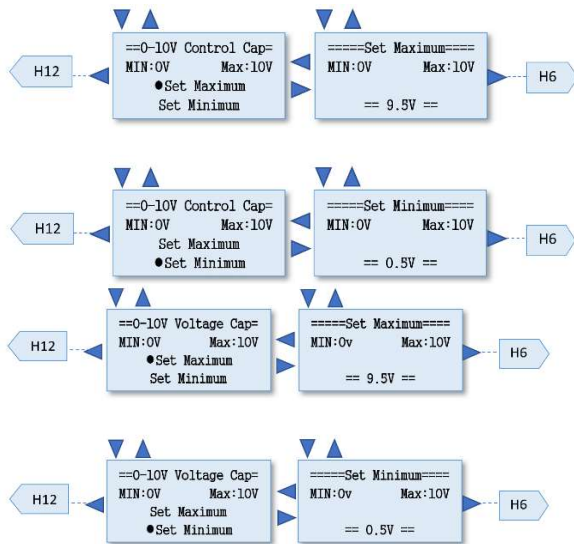 ==0-10V Control Cap=
MIN:0V Max:10V
●Set Maximum
Set Minimum
=====Set Maximum====
MIN:0V Max:10V
== 9.5V ==
H12
H6
==0-10V Control Cap=
MIN:0V Max:10V
Set Maximum
●Set Minimum
=====Set Minimum====
MIN:0V Max:10V
== 0.5V ==
H12
H6
==0-10V Voltage Cap=
MIN:0V Max:10V
●Set Maximum
Set Minimum
=====Set Maximum====
MIN:0v Max:10V
== 9.5V ==
H12
H6
==0-10V Voltage Cap=
MIN:0V Max:10V
Set Maximum
●Set Minimum
=====Set Minimum====
MIN:0v Max:10V
== 0.5V ==
H12
H6